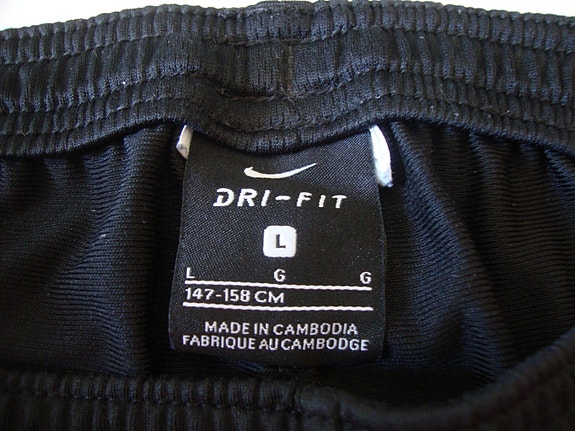 DRI-FIT
L
L G G
147-158 CM
MADE IN CAMBODIA
FABRIQUE AU CAMBODGE